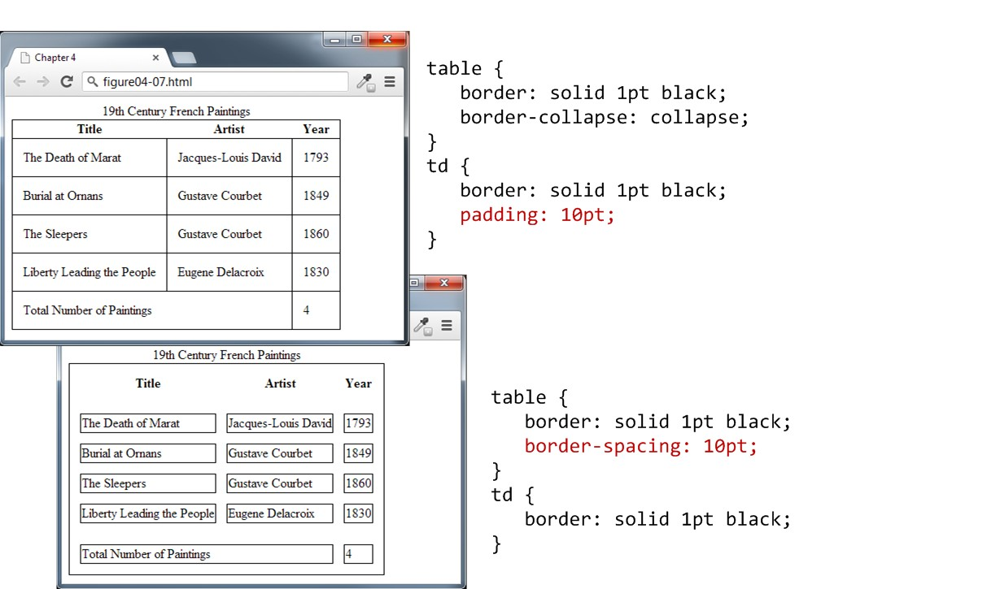 Chapter 4
figure04-07.html
19th Century French Paintings
Title Artist Year
The Death of Marat Jacques-Louis David 1793
Burial at Ornans Gustave Courbet 1849
The Sleepers Gustave Courbet 1860
Liberty Leading the People Eugene Delacroix 1830
Total Number of Paintings 4
table {
border: solid 1pt black;
border-collapse: collapse;
}
td {
border: solid 1pt black;
padding: 10pt;
}
19th Century French Paintings
Title Artist Year
The Death of Marat Jacques-Louis David 1793
Burial at Ornans Gustave Courbet 1849
The Sleepers Gustave Courbet 1860
Liberty Leading the People Eugene Delacroix 1830
Total Number of Paintings 4
table {
border: solid 1pt black;
border-spacing: 10pt;
}
td {
border: solid 1pt black;
}